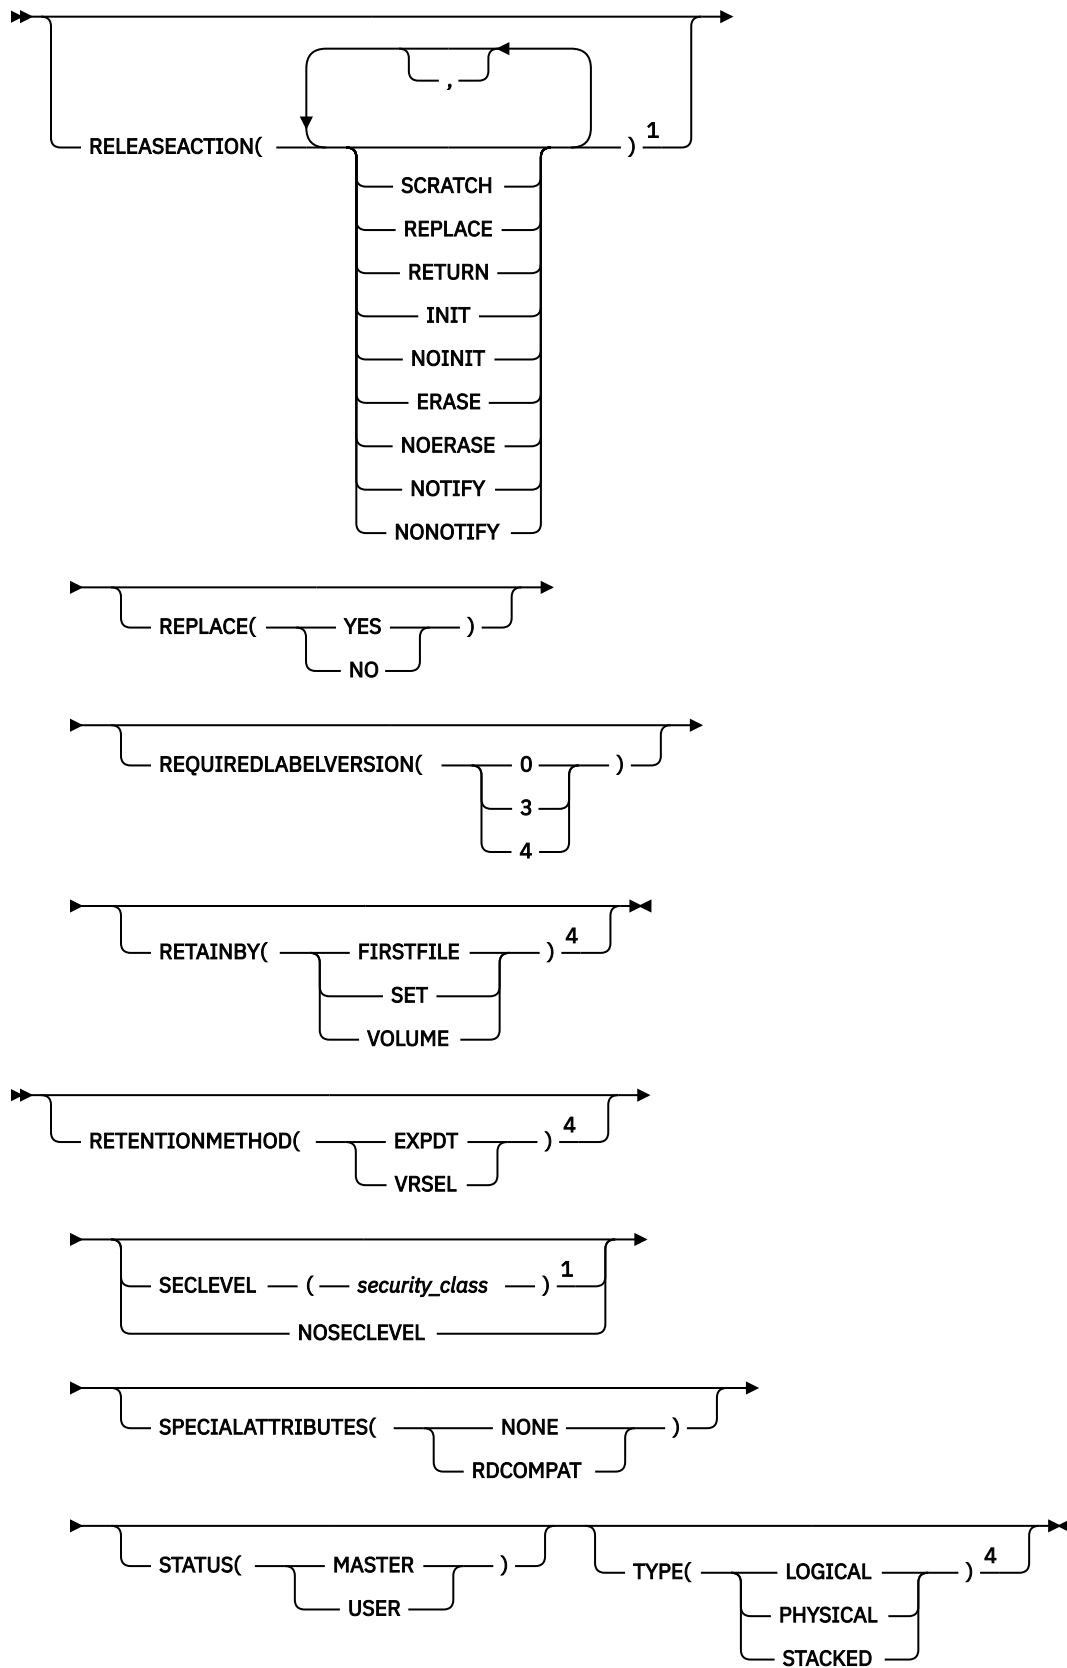 ,
RELEASEACTION( ) 1
SCRATCH
REPLACE
RETURN
INIT
NOINIT
ERASE
NOERASE
NOTIFY
NONOTIFY
REPLACE( YES )
NO
REQUIREDLABELVERSION( 0 )
3
4
RETAINBY( FIRSTFILE ) 4
SET
VOLUME
RETENTIONMETHOD( EXPDT ) 4
VRSEL
SECLEVEL ( security_class ) 1
NOSECLEVEL
SPECIALATTRIBUTES( NONE )
RDCOMPAT
STATUS( MASTER )
USER
TYPE( LOGICAL ) 4
PHYSICAL
STACKED